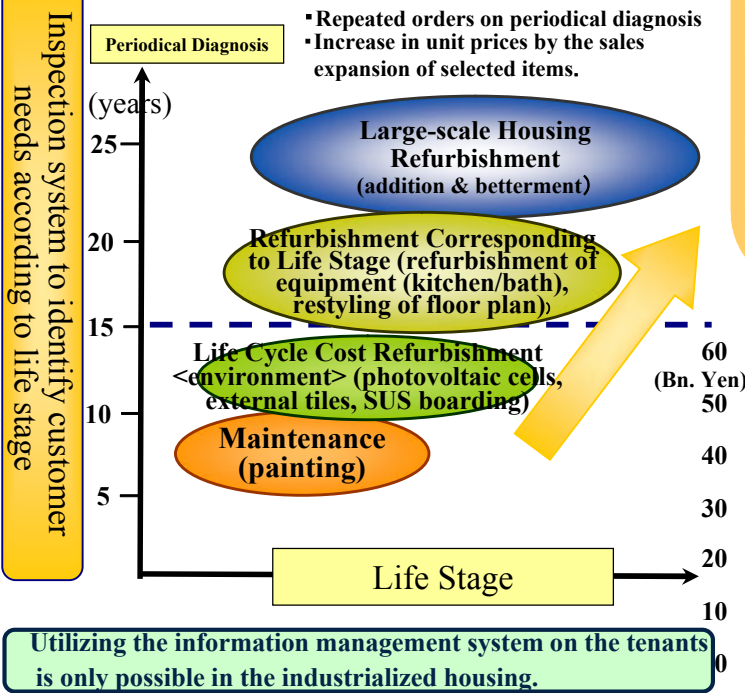 Inspection system to identify customer
needs according to life stage
Periodical Diagnosis
・Repeated orders on periodical diagnosis
・Increase in unit prices by the sales
expansion of selected items.
(years)
25
20
15
10
5
Large-scale Housing
Refurbishment
(addition & betterment)
Refurbishment Corresponding
to Life Stage (refurbishment of
equipment (kitchen/bath),
restyling of floor plan))
Life Cycle Cost Refurbishment
<environment> (photovoltaic cells,
external tiles, SUS boarding)
Maintenance
(painting)
Life Stage
60
(Bn. Yen)
50
40
30
20
10
0
Utilizing the information management system on the tenants
is only possible in the industrialized housing.